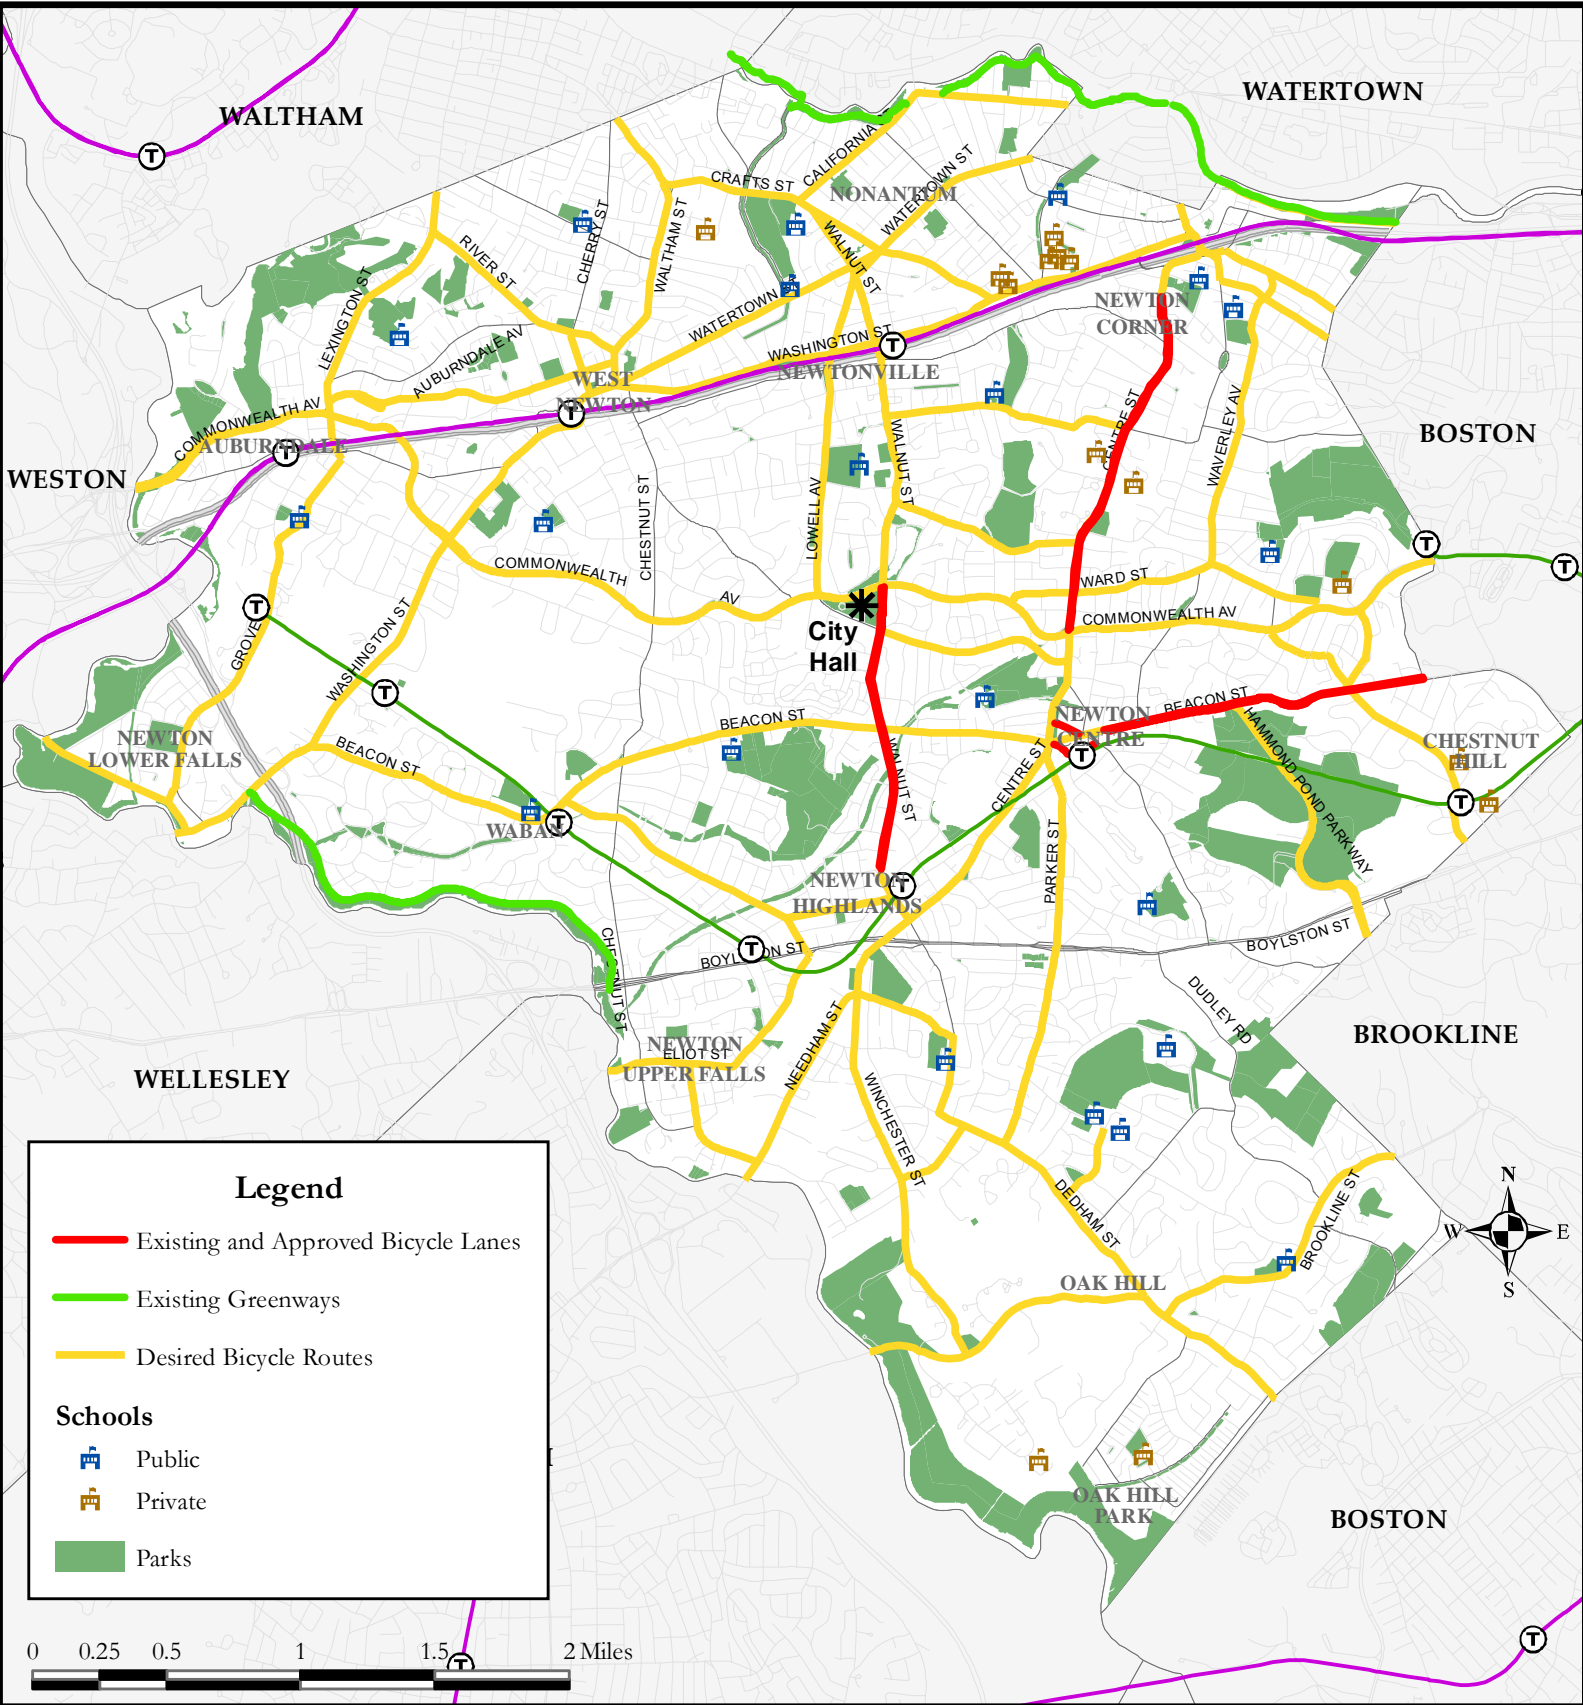 WALTHAM
WATERTOWN
T
CALIFORNIA
CRAFTS ST
NONANTUM
WATERTOWN ST
CHERRY ST
WALTHAM ST
WALNUT ST
RIVER ST
LEXINGTON ST
WATERTOWN
NEWTON
CORNER
AUBURNDALE AV
WASHINGTON ST
T
NEWTONVILLE
WEST
NEWTON
T
COMMONWEALTH AV
AUBURNDALE
T
CENTRE ST
WAVERLEY AV
BOSTON
WESTON
WALNUT ST
LOWELL AV
CHESTNUT ST
T
T
COMMONWEALTH
AV
WARD ST
COMMONWEALTH AV
T
GROVE
WASHINGTON ST
City
Hall
T
BEACON ST
BEACON ST
NEWTON
CENTRE
T
HAMMOND POND PARKWAY
CHESTNUT
HILL
T
NEWTON
LOWER FALLS
BEACON ST
WALNUT ST
CENTRE ST
WABAN
T
PARKER ST
NEWTON
HIGHLANDS
T
BOYLSTON ST
T
BOYLSTON ST
CHESTNUT ST
DUDLEY RD
BROOKLINE
NEWTON
UPPER FALLS
ELIOT ST
NEEDHAM ST
WINCHESTER ST
WELLESLEY
DEDHAM ST
BROOKLINE ST
OAK HILL
N
W
E
S
OAK HILL
PARK
BOSTON
T
Legend
Existing and Approved Bicycle Lanes
Existing Greenways
Desired Bicycle Routes
Schools
Public
Private
Parks
0 0.25 0.5 1 1.5 2 Miles
T